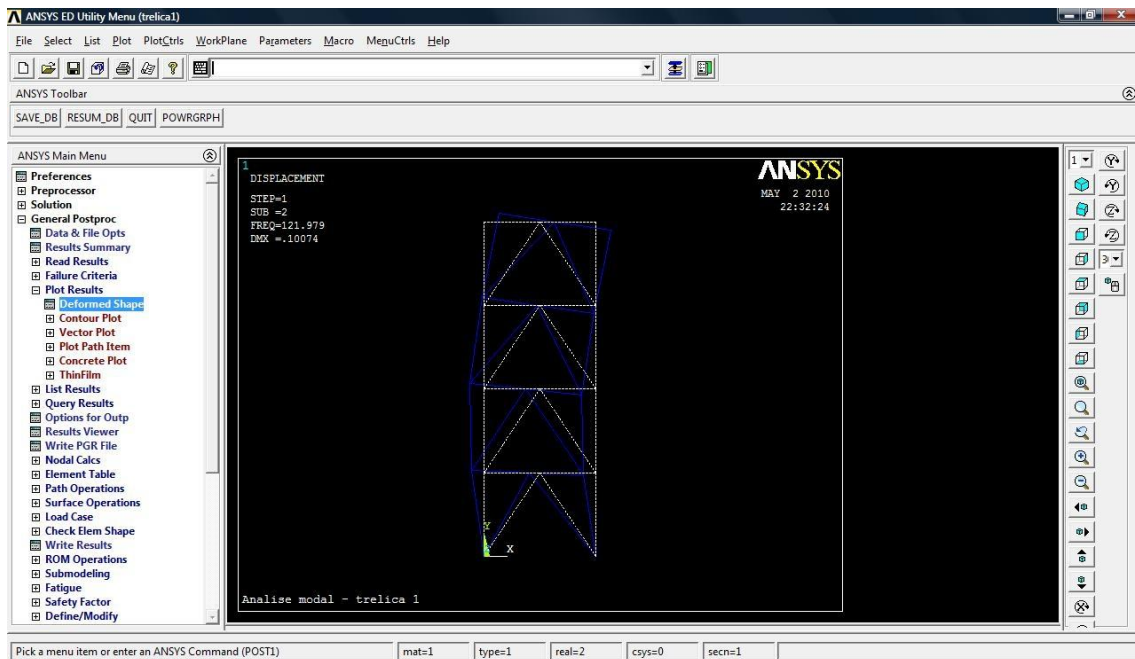 ANSYS ED Utility Menu (trelica1)
File Select List Plot PlotCtrls WorkPlane Parameters Macro MenuCtrls Help
ANSYS Toolbar
SAVE_DB RESUM_DB QUIT POWRGRPH
ANSYS Main Menu
Preferences
Preprocessor
Solution
General Postproc
Data & File Opts
Results Summary
Read Results
Failure Criteria
Plot Results
Deformed Shape
Contour Plot
Vector Plot
Plot Path Item
Concrete Plot
ThinFilm
List Results
Query Results
Options for Outp
Results Viewer
Write PGR File
Nodal Calcs
Element Table
Path Operations
Surface Operations
Load Case
Check Elem Shape
Write Results
ROM Operations
Submodeling
Fatigue
Safety Factor
Define/Modify
1
DISPLACEMENT
STEP=1
SUB =2
FREQ=121.979
DMX =.10074
ANSYS
MAY 2 2010
22:32:24
Y
X
Analise modal - trelica 1
1
3
Pick a menu item or enter an ANSYS Command (POST1)
mat=1
type=1
real=2
csys=0
secn=1